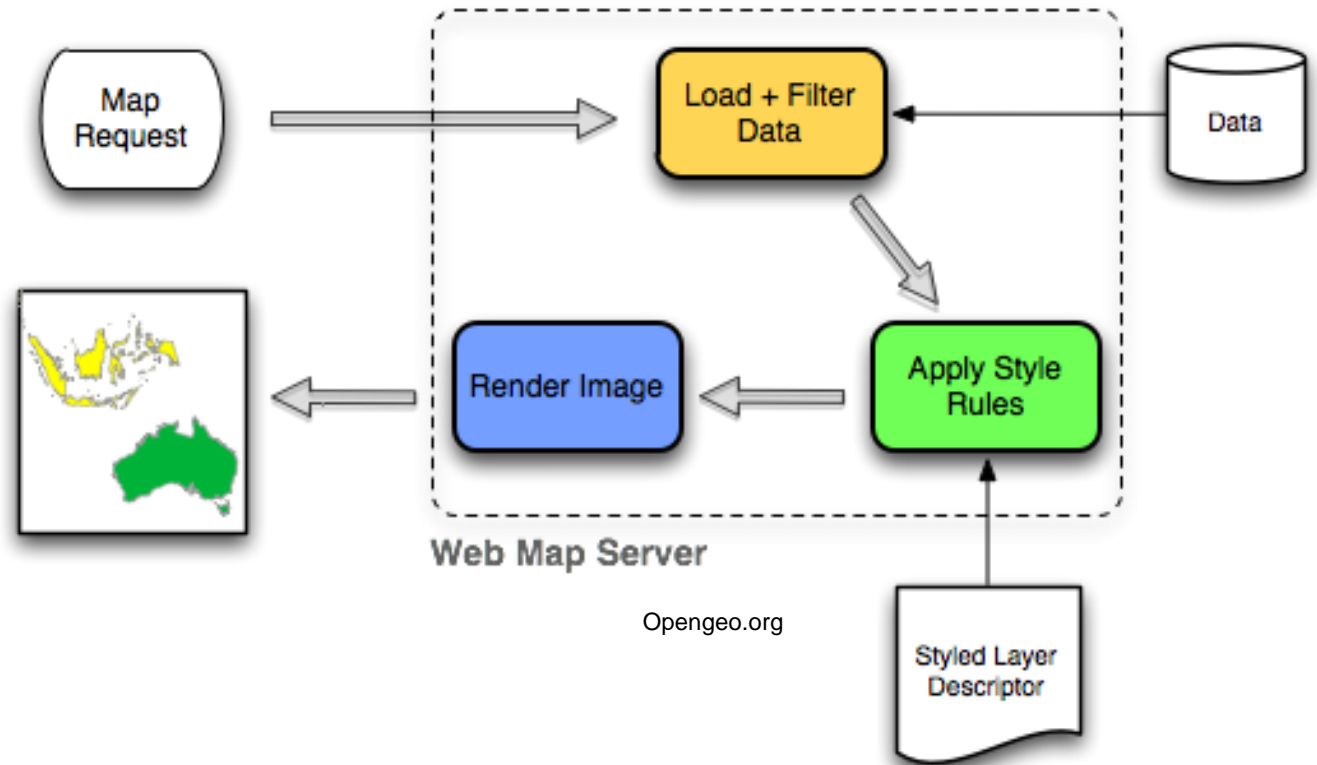 Map
Request
Load + Filter
Data
Data
Render Image
Apply Style
Rules
Web Map Server
Opengeo.org
Styled Layer
Descriptor